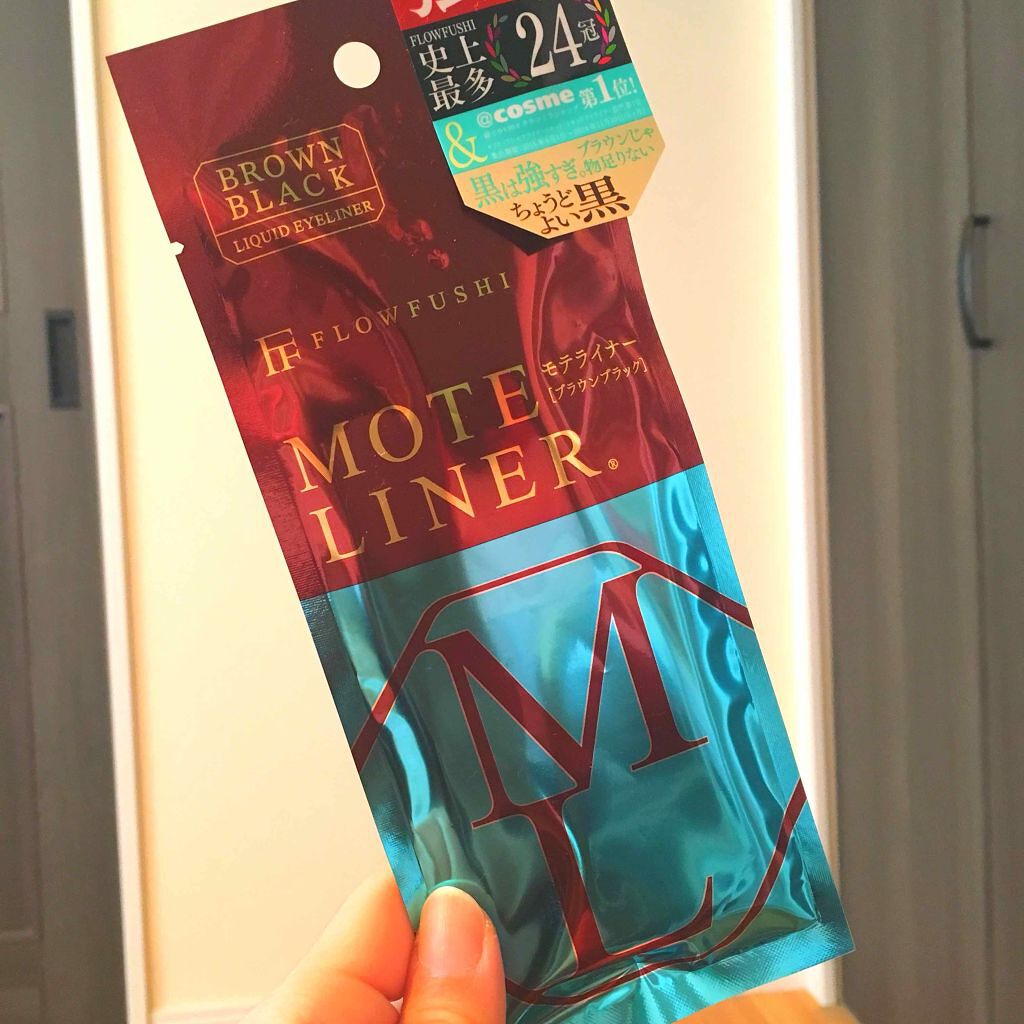 FLOWFUSHI
史上
最多
24冠
&
@cosme 第1位!
ブラウンじゃ
物足りない
黒は強すぎ。
ちょうど
よい黒
BROWN
BLACK
LIQUID EYELINER
FF FLOWFUSHI
MOTE
LINER®
モテライナー
[ブラウンブラック]
ML